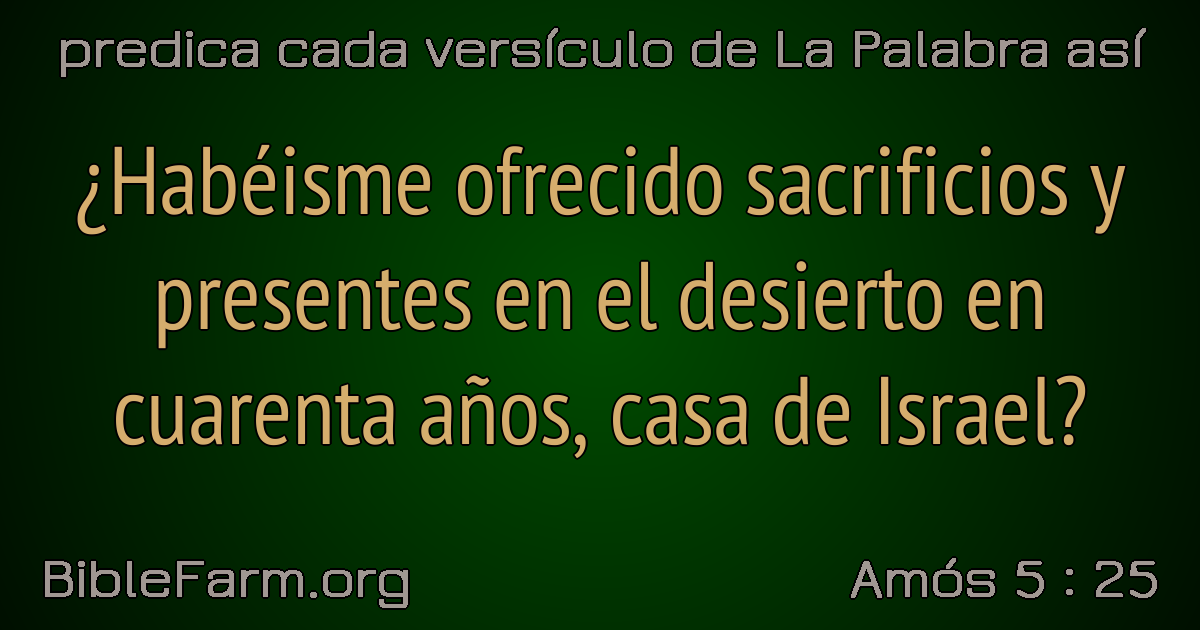 predica cada versículo de La Palabra así
¿Habéisme ofrecido sacrificios y
presentes en el desierto en
cuarenta años, casa de Israel?
BibleFarm.org
Amós 5 : 25